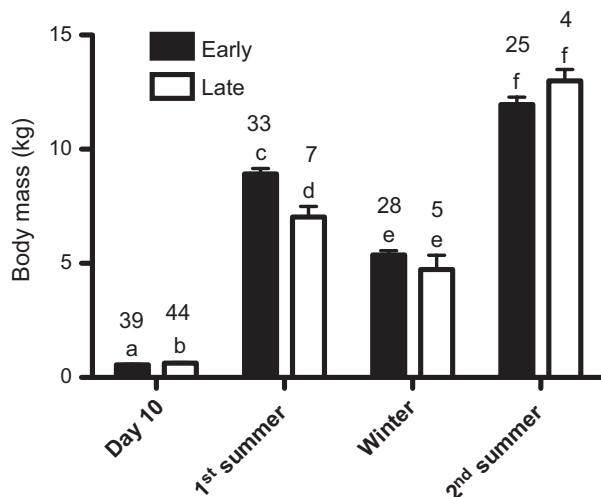 Body mass (kg)
15
10
5
0
Early
Late
39
a
44
b
33
c
7
d
28
e
5
e
25
f
4
f
Day 10
1st summer
Winter
2nd summer